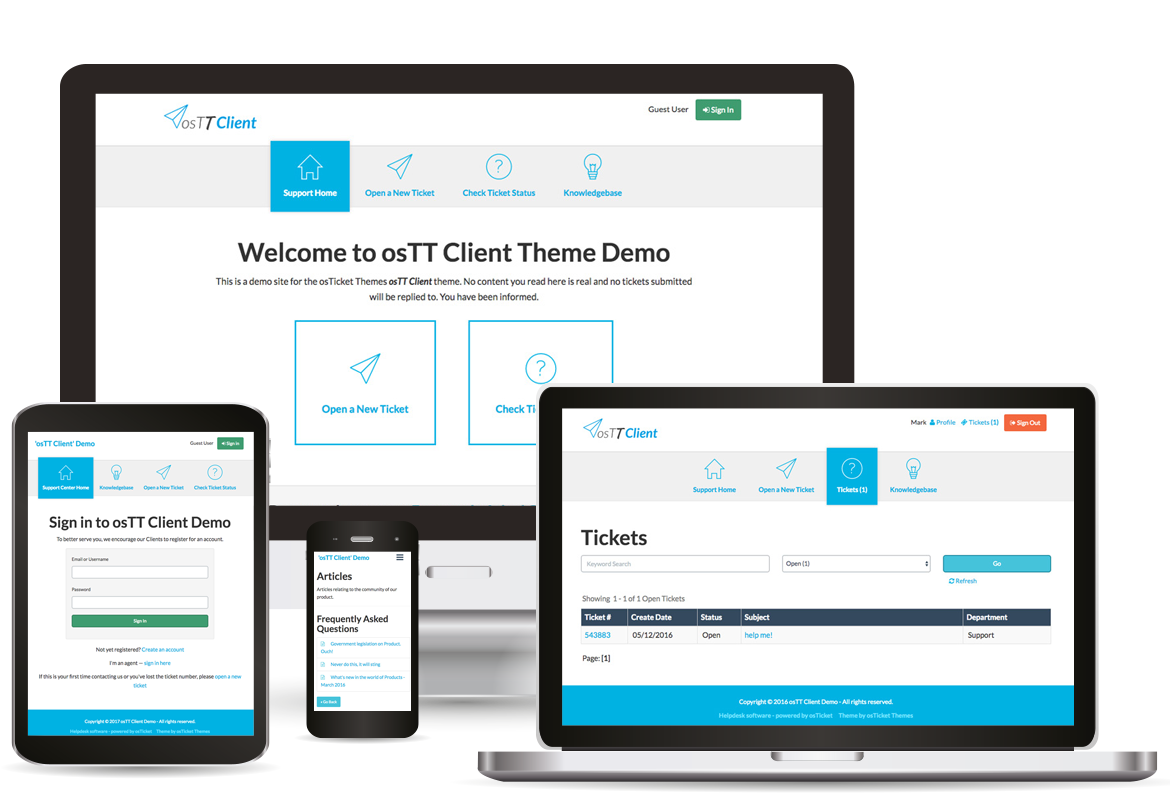 osTT Client
Guest User Sign In
Support Home Open a New Ticket Check Ticket Status Knowledgebase
Welcome to osTT Client Theme Demo
This is a demo site for the osTicket Themes osTT Client theme. No content you read here is real and no tickets submitted
will be replied to. You have been informed.
Open a New Ticket
Check Ti
'osTT Client' Demo
Guest User Sign In
Support Center Home Knowledgebase Open a New Ticket Check Ticket Status
Sign in to osTT Client Demo
To better serve you, we encourage our Clients to register for an account.
Email or Username
Password
Sign In
Not yet registered? Create an account
I'm an agent — sign in here
If this is your first time contacting us or you've lost the ticket number, please open a new
ticket
Copyright © 2017 osTT Client Demo - All rights reserved.
Helpdesk software - powered by osTicket Theme by osTicket Themes
'osTT Client' Demo
Articles
Articles relating to the community of our
product.
Frequently Asked
Questions
Government legislation on Product.
Ouch!
Never do this, it will sting
What's new in the world of Products -
March 2016
« Go Back
osTT Client
Mark Profile Tickets (1) Sign Out
Support Home Open a New Ticket Tickets (1) Knowledgebase
Tickets
Keyword Search Open (1) Go
Refresh
Showing 1 - 1 of 1 Open Tickets
Ticket # Create Date Status Subject Department
543883 05/12/2016 Open help me! Support
Page: [1]
Copyright © 2016 osTT Client Demo - All rights reserved.
Helpdesk software - powered by osTicket Theme by osTicket Themes